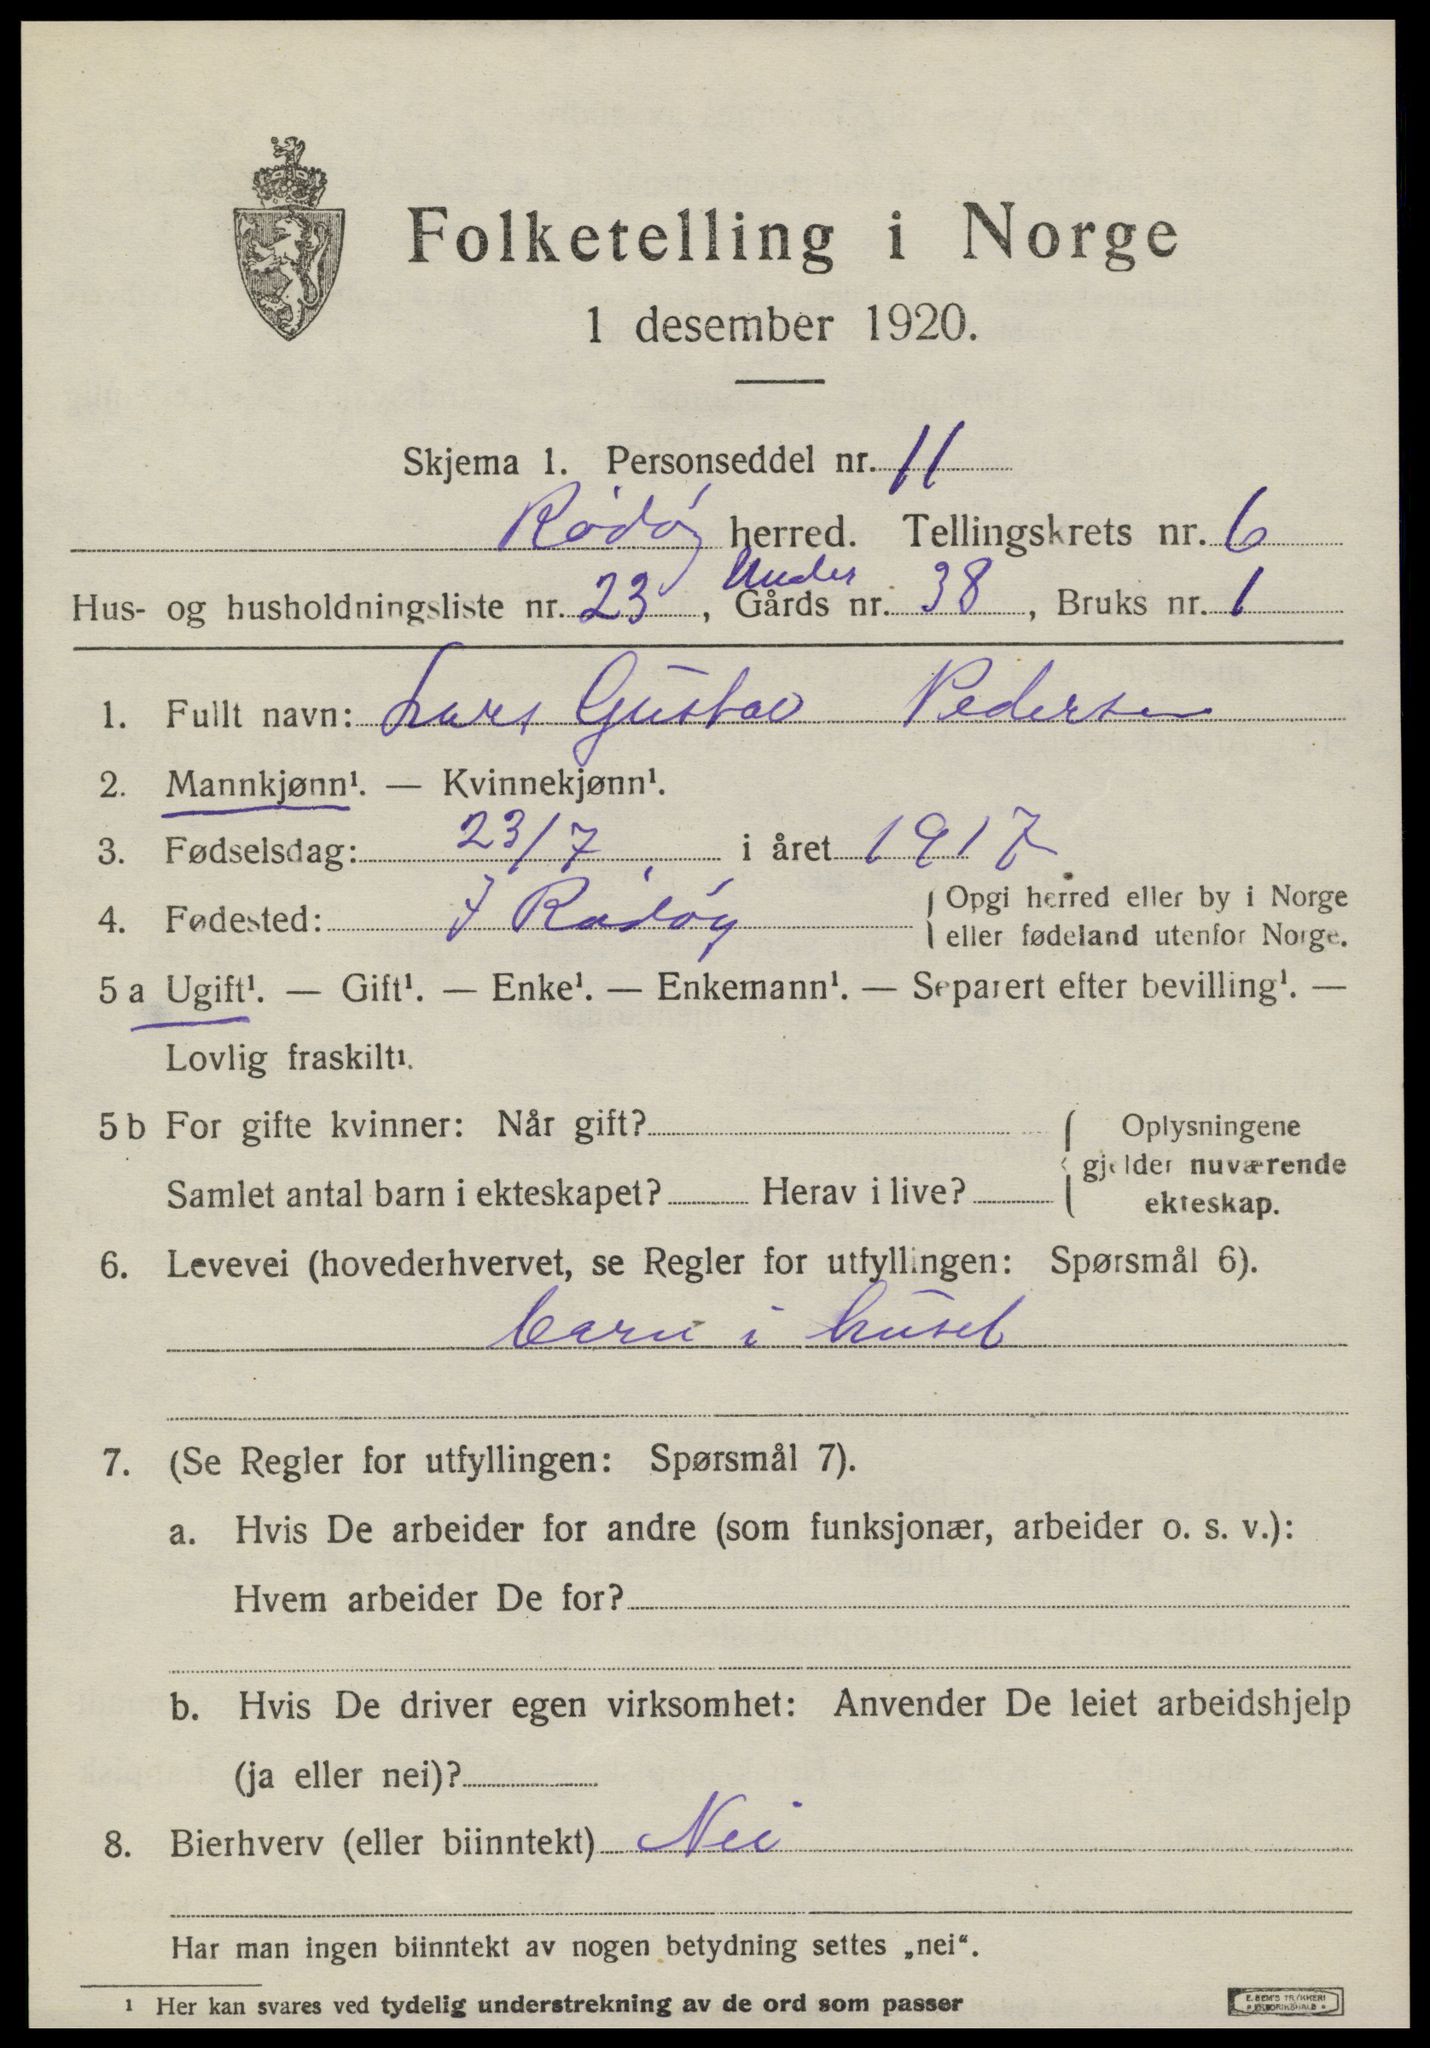 Folketelling i Norge
1 desember 1920.
Skjema 1. Personseddel nr. 11
Rødøy herred. Tellingskrets nr. 6
Under
Hus- og husholdningsliste nr. 23, Gårds nr. 38, Bruks nr. 1
1. Fullt navn: Lars Gustav Pedersen
2. Mannkjønn¹. — Kvinnekjønn¹.
3. Fødselsdag: 23/7 i året 1917
4. Fødested: I Rødøy { Opgi herred eller by i Norge
eller fødeland utenfor Norge.
5 a Ugift¹. — Gift¹. — Enke¹. — Enkemann¹. — Separert efter bevilling¹. —
Lovlig fraskilt¹.
5 b For gifte kvinner: Når gift? { Oplysningene
gjelder nuværende
Samlet antal barn i ekteskapet? Herav i live? ekteskap.
6. Levevei (hovederhvervet, se Regler for utfyllingen: Spørsmål 6).
barn i huset
7. (Se Regler for utfyllingen: Spørsmål 7).
a. Hvis De arbeider for andre (som funksjonær, arbeider o. s. v.):
Hvem arbeider De for?
b. Hvis De driver egen virksomhet: Anvender De leiet arbeidshjelp
(ja eller nei)?
8. Bierhverv (eller biinntekt) Nei
Har man ingen biinntekt av nogen betydning settes „nei“.
¹ Her kan svares ved tydelig understrekning av de ord som passer
E. SEM'S TRYKKERI
FREDRIKSHALD